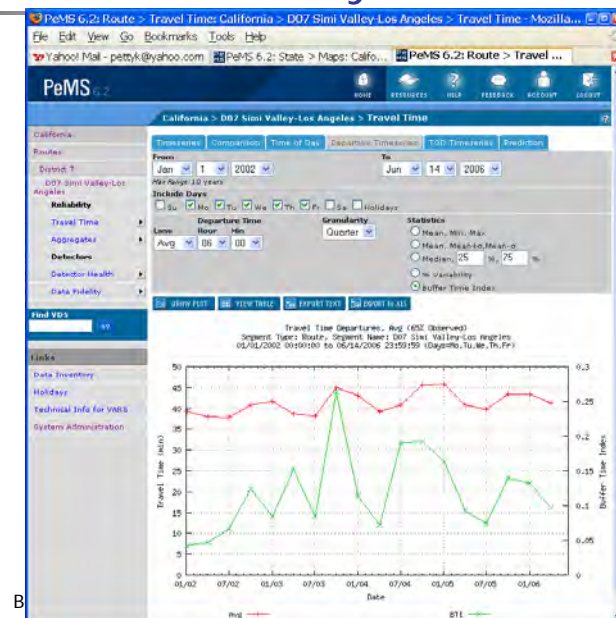 PeMS 6.2: Route > Travel Time: California > D07 Simi Valley-Los Angeles > Travel Time - Mozilla...
File Edit View Go Bookmarks Tools Help
Yahoo! Mail - pettyk@yahoo.com PeMS 6.2: State > Maps: Califo... PeMS 6.2: Route > Travel ...
PeMS 6.2
HOME RESOURCES HELP FEEDBACK ACCOUNT LOGOUT
California > D07 Simi Valley-Los Angeles > Travel Time
California
Routes
District 7
D07 Simi Valley-Los Angeles
Reliability
Travel Time
Aggregates
Detectors
Detector Health
Data Fidelity
Find VDS
GO
Links
Data Inventory
Holidays
Technical Info for VARS
System Administration
Timeseries Comparison Time of Day Departure Timeseries TOD Timeseries Prediction
From To
Jan 1 2002 Jun 14 2006
Max Range: 10 years
Include Days
Su Mo Tu We Th Fr Sa Holidays
Departure Time Granularity Statistics
Lane Hour Min
Avg 06 00 Quarter
Mean, Min, Max
Mean, Mean+σ,Mean-σ
Median, 25 %, 75 %
% Variability
Buffer Time Index
DRAW PLOT VIEW TABLE EXPORT TEXT EXPORT to XLS
Travel Time Departures, Avg (65% Observed)
Segment Type: Route, Segment Name: D07 Simi Valley-Los Angeles
01/01/2002 00:00:00 to 06/14/2006 23:59:59 (Days=Mo,Tu,We,Th,Fr)
50 0.3
45
40 0.25
35
30 0.2
25 0.15
20
15 0.1
10 0.05
5
0 0
Travel Time (min)
Buffer Time Index
01/02 07/02 01/03 07/03 01/04 07/04 01/05 07/05 01/06
Date
Avg BTI
B